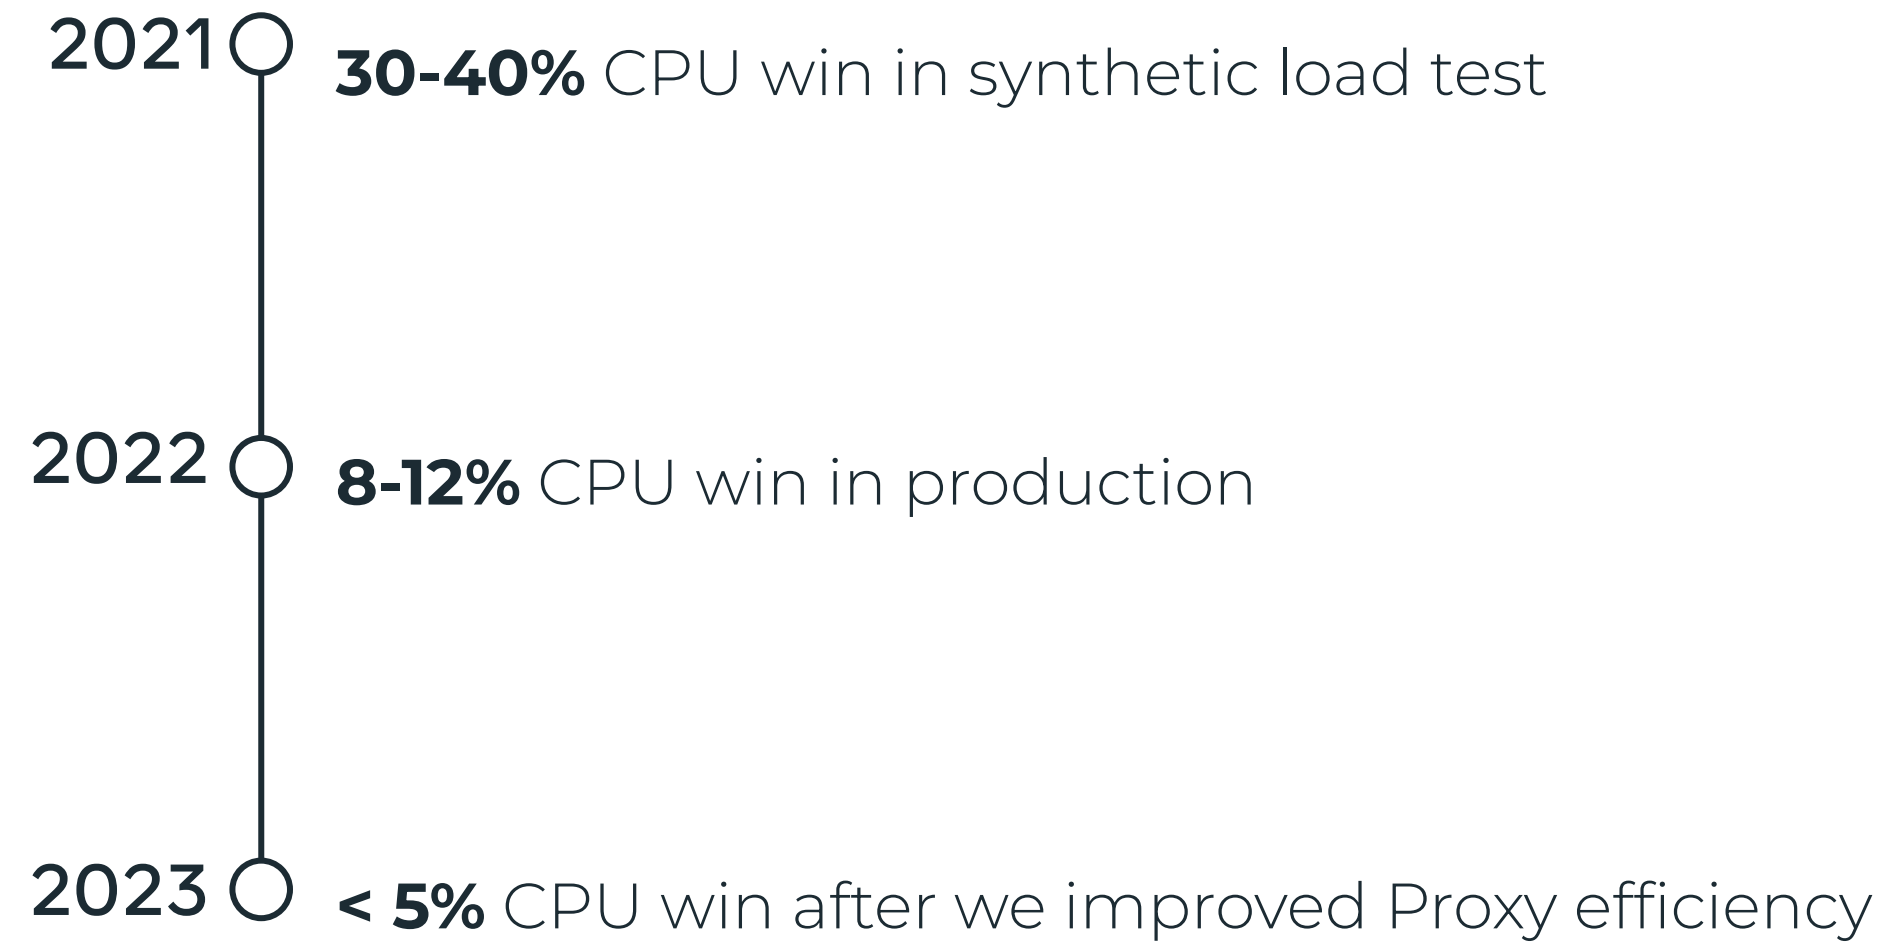 2021
30-40% CPU win in synthetic load test
2022
8-12% CPU win in production
2023
< 5% CPU win after we improved Proxy efficiency